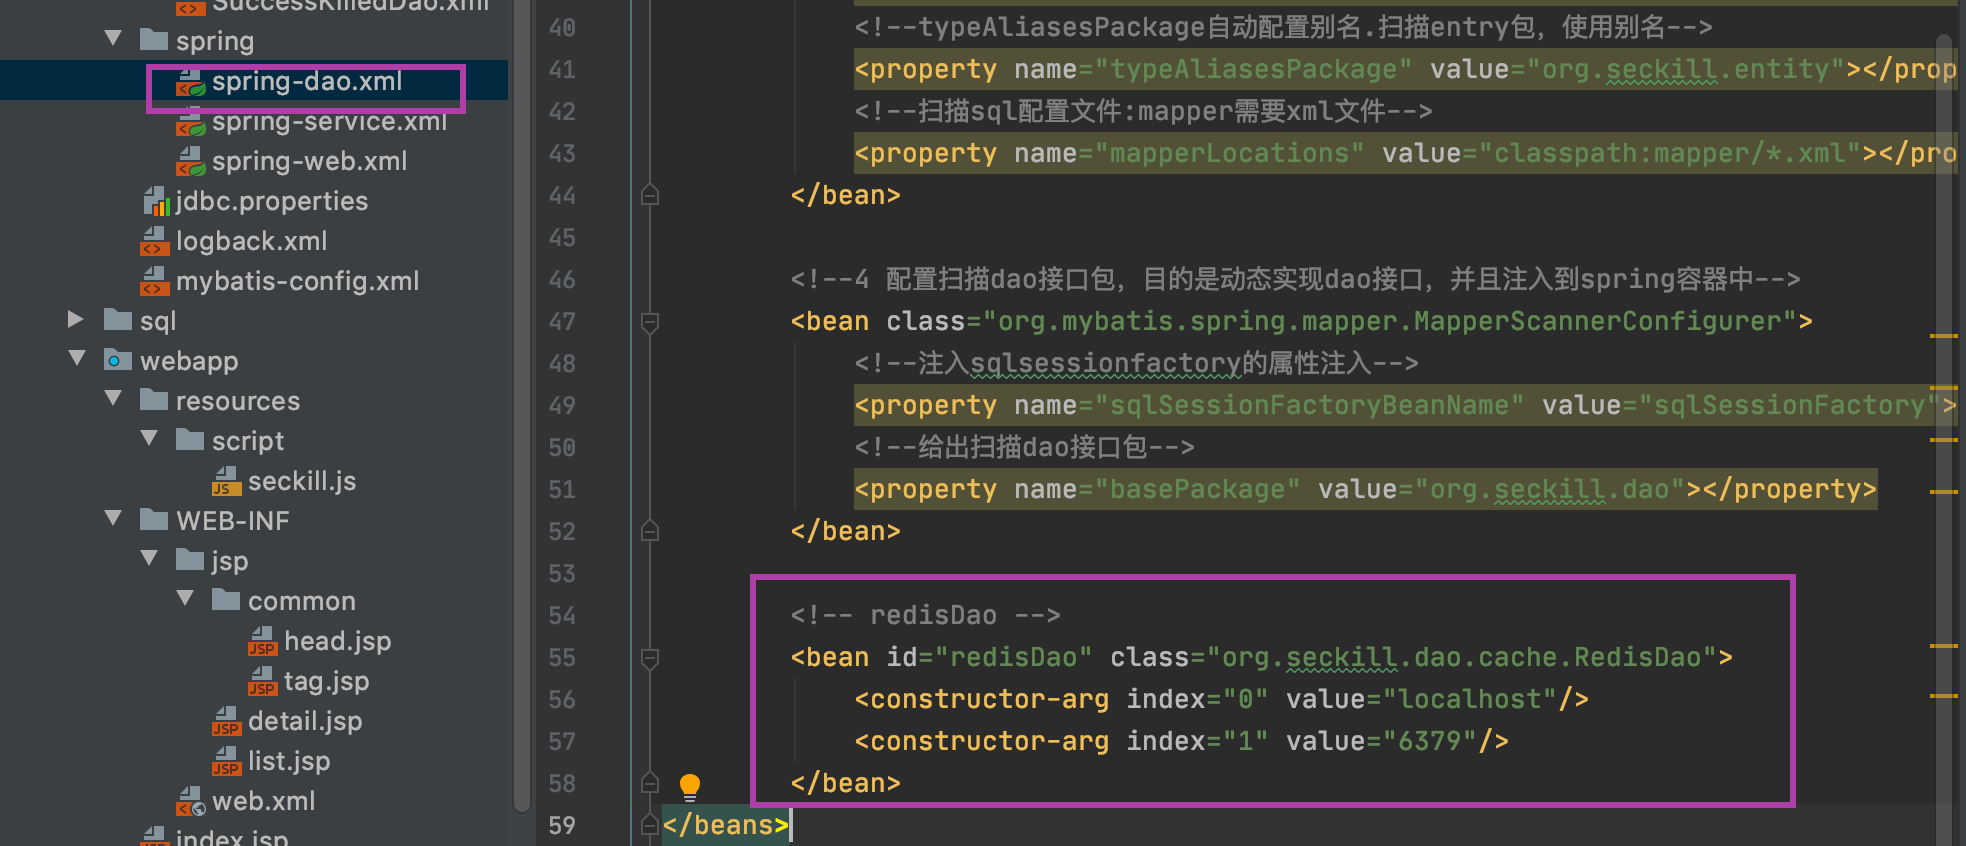 SuccessKilledDao.xml
spring
spring-dao.xml
spring-service.xml
spring-web.xml
jdbc.properties
logback.xml
mybatis-config.xml
sql
webapp
resources
script
JS seckill.js
WEB-INF
jsp
common
JSP head.jsp
JSP tag.jsp
JSP detail.jsp
JSP list.jsp
web.xml
index.jsp
40 <!--typeAliasesPackage自动配置别名.扫描entry包，使用别名-->
41 <property name="typeAliasesPackage" value="org.seckill.entity"></prop
42 <!--扫描sql配置文件:mapper需要xml文件-->
43 <property name="mapperLocations" value="classpath:mapper/*.xml"></pro
44 </bean>
45
46 <!--4 配置扫描dao接口包，目的是动态实现dao接口，并且注入到spring容器中-->
47 <bean class="org.mybatis.spring.mapper.MapperScannerConfigurer">
48 <!--注入sqlsessionfactory的属性注入-->
49 <property name="sqlSessionFactoryBeanName" value="sqlSessionFactory">
50 <!--给出扫描dao接口包-->
51 <property name="basePackage" value="org.seckill.dao"></property>
52 </bean>
53
54 <!-- redisDao -->
55 <bean id="redisDao" class="org.seckill.dao.cache.RedisDao">
56 <constructor-arg index="0" value="localhost"/>
57 <constructor-arg index="1" value="6379"/>
58 </bean>
59 </beans>